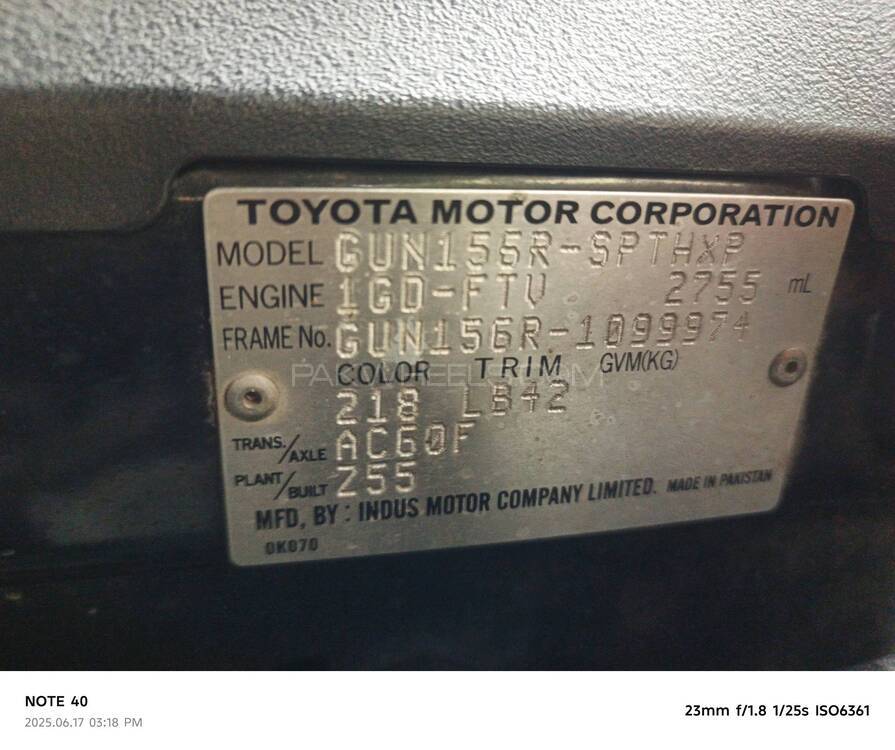 TOYOTA MOTOR CORPORATION
MODEL GUN156R-SPTHXP
ENGINE 1GD-FTV 2755 mL
FRAME No. GUN156R-1099974
PAKWHEELS.COM
COLOR TRIM GVM(KG)
218 LB42
TRANS./AXLE AC60F
PLANT/BUILT Z55
MFD, BY : INDUS MOTOR COMPANY LIMITED. MADE IN PAKISTAN
0K070
NOTE 40
2025.06.17 03:18 PM
23mm f/1.8 1/25s ISO6361